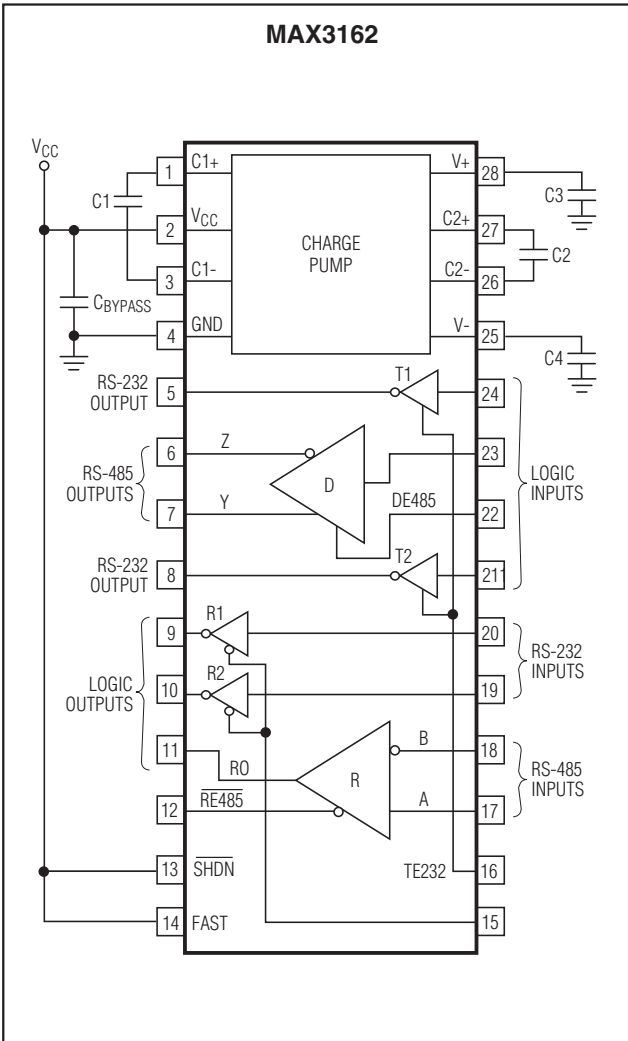 MAX3162
VCC
1
C1+
V+
28
C1
C3
2
VCC
C2+
27
CHARGE
PUMP
C2
3
C1-
C2-
26
CBYPASS
4
GND
V-
25
C4
RS-232
OUTPUT
5
T1
24
6
Z
23
RS-485
OUTPUTS
D
LOGIC
INPUTS
7
Y
DE485
22
RS-232
OUTPUT
8
T2
211
9
R1
20
RS-232
INPUTS
LOGIC
OUTPUTS
10
R2
19
11
RO
B
18
R
RS-485
INPUTS
12
RE485
A
17
13
SHDN
TE232
16
14
FAST
15